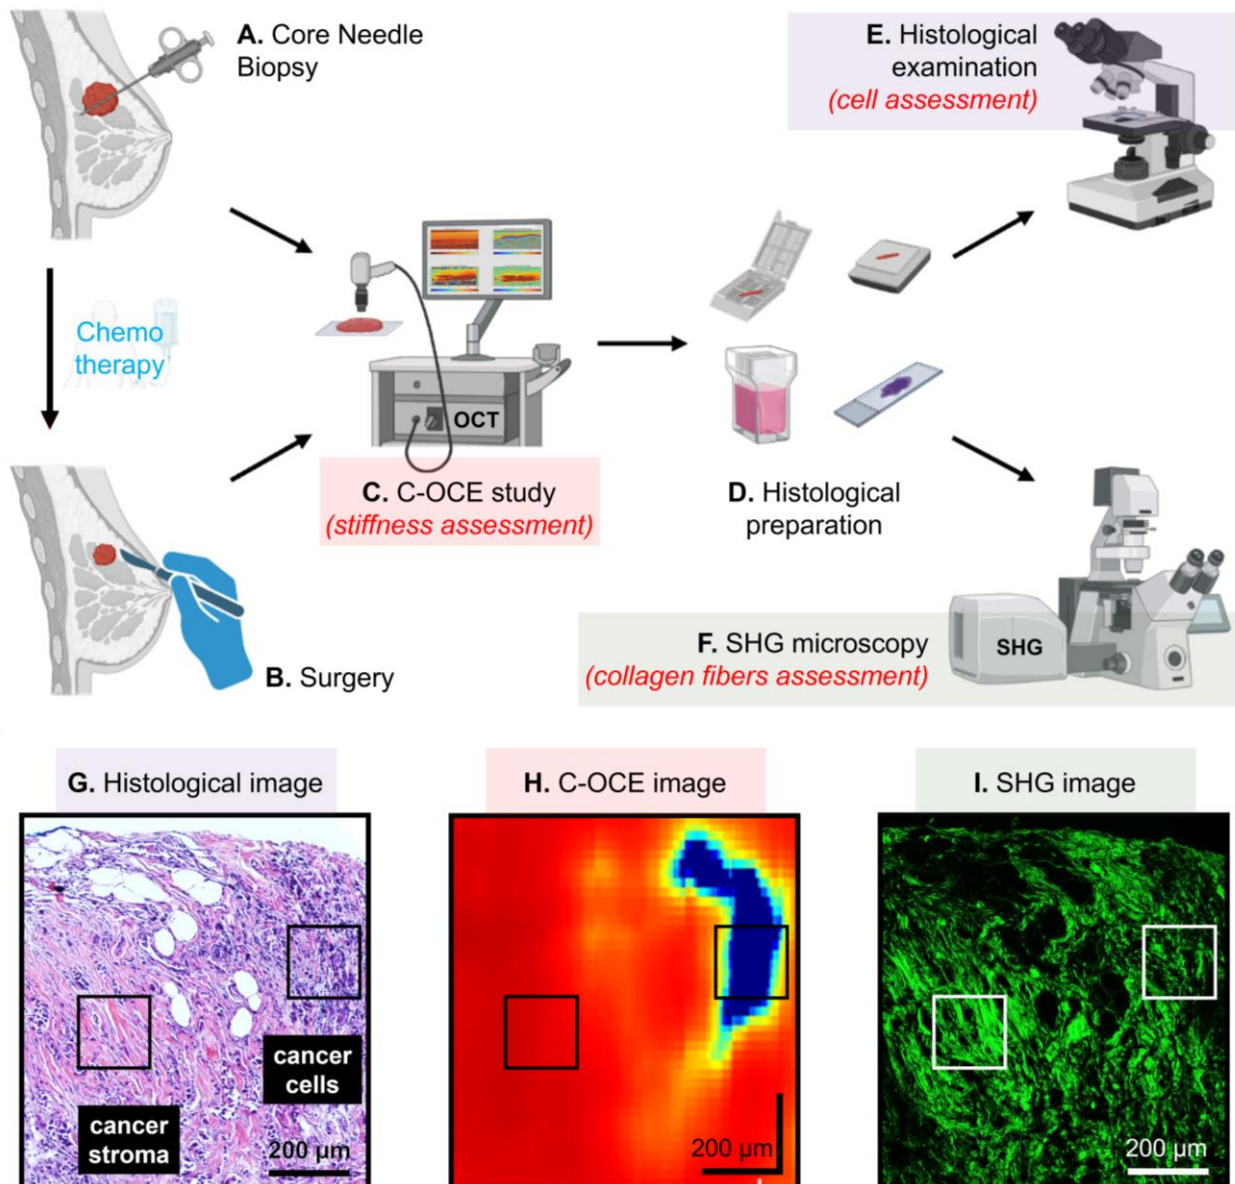 A. Core Needle
Biopsy
E. Histological
examination
(cell assessment)
Chemo
therapy
OCT
C. C-OCE study
(stiffness assessment)
D. Histological
preparation
B. Surgery
F. SHG microscopy
(collagen fibers assessment)
SHG
G. Histological image
H. C-OCE image
I. SHG image
cancer
cells
cancer
stroma
200 µm
200 µm
200 µm